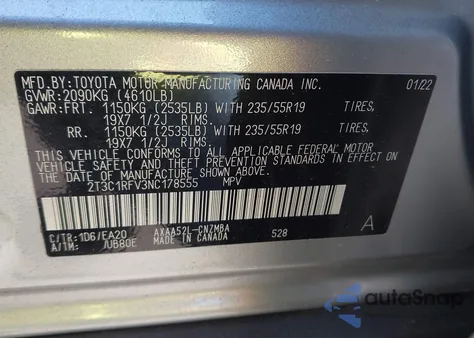 MFD.BY:TOYOTA MOTOR MANUFACTURING CANADA INC. 01/22
GVWR:2090KG (4610LB)
GAWR:FRT. 1150KG (2535LB) WITH 235/55R19 TIRES,
19X7 1/2J RIMS.
RR. 1150KG (2535LB) WITH 235/55R19 TIRES,
19X7 1/2J RIMS.
THIS VEHICLE CONFORMS TO ALL APPLICABLE FEDERAL MOTOR
VEHICLE SAFETY AND THEFT PREVENTION STANDARDS IN EFFECT ON
THE DATE OF MANUFACTURE SHOWN ABOVE.
2T3C1RFV3NC178555 MPV
C/TR:1D6/EA20 AXAA52L-CNZMBA 528 A
A/TM: /UB80E MADE IN CANADA
autoSnap